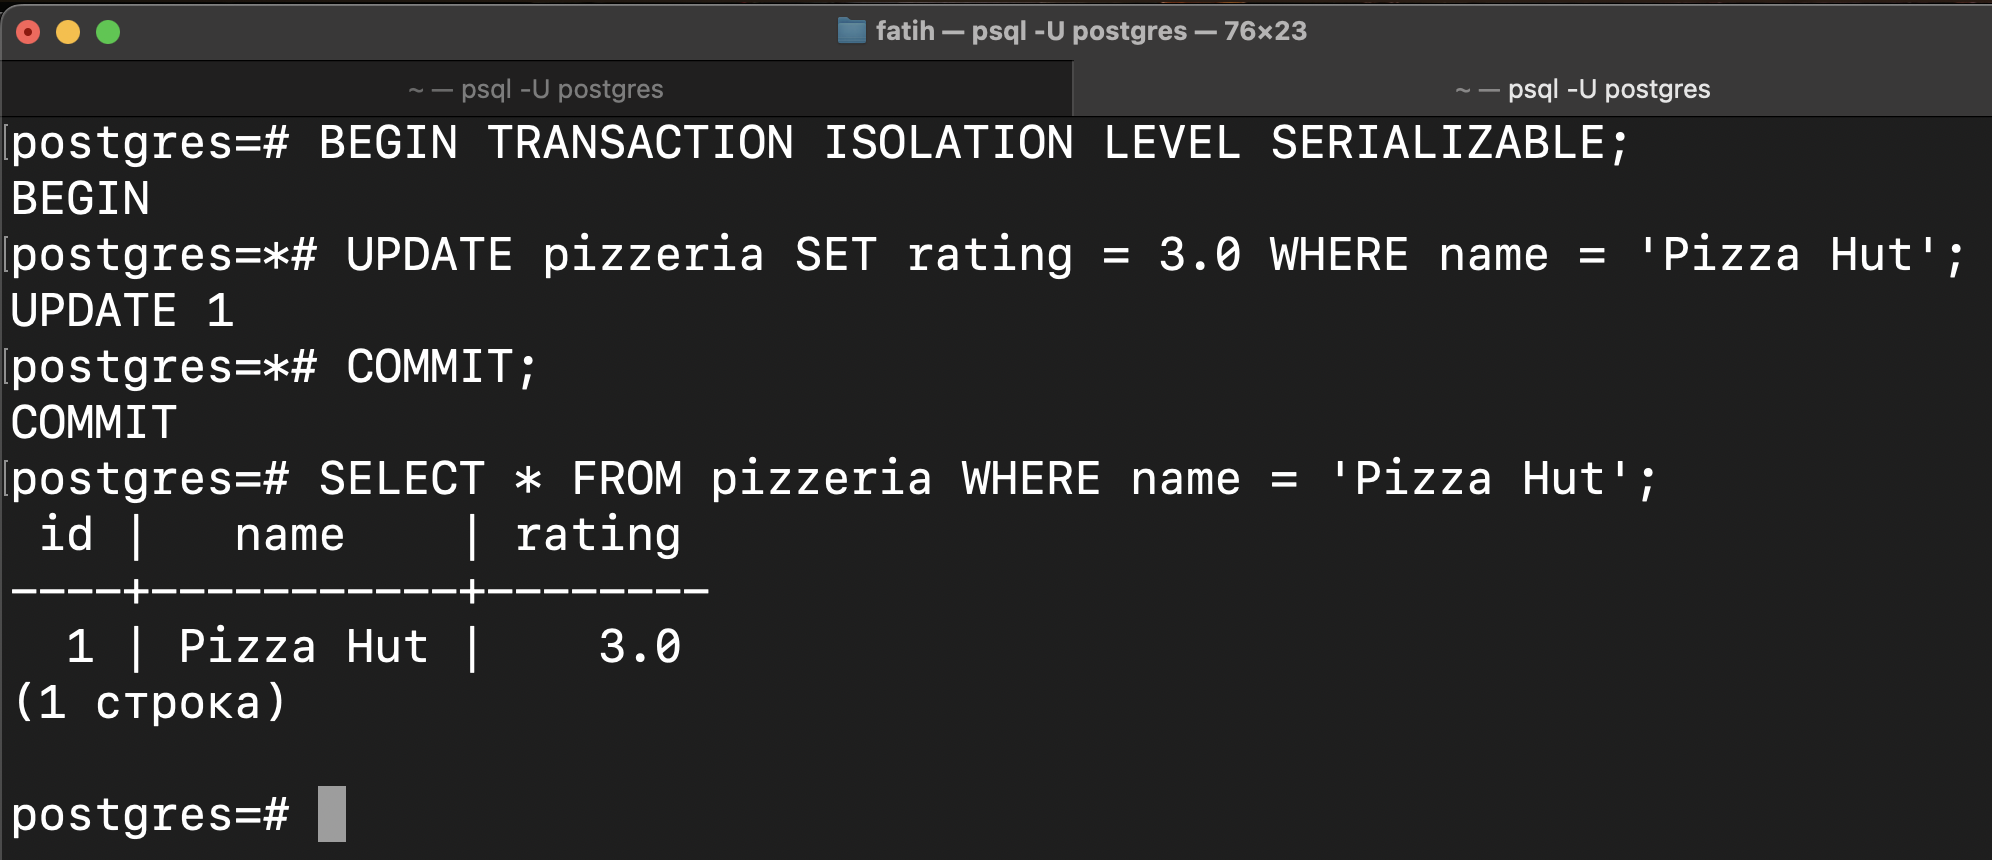 fatih — psql -U postgres — 76×23
~ — psql -U postgres
~ — psql -U postgres
postgres=# BEGIN TRANSACTION ISOLATION LEVEL SERIALIZABLE;
BEGIN
postgres=*# UPDATE pizzeria SET rating = 3.0 WHERE name = 'Pizza Hut';
UPDATE 1
postgres=*# COMMIT;
COMMIT
postgres=# SELECT * FROM pizzeria WHERE name = 'Pizza Hut';
 id |   name    | rating
----+-----------+--------
  1 | Pizza Hut |    3.0
(1 строка)
postgres=#